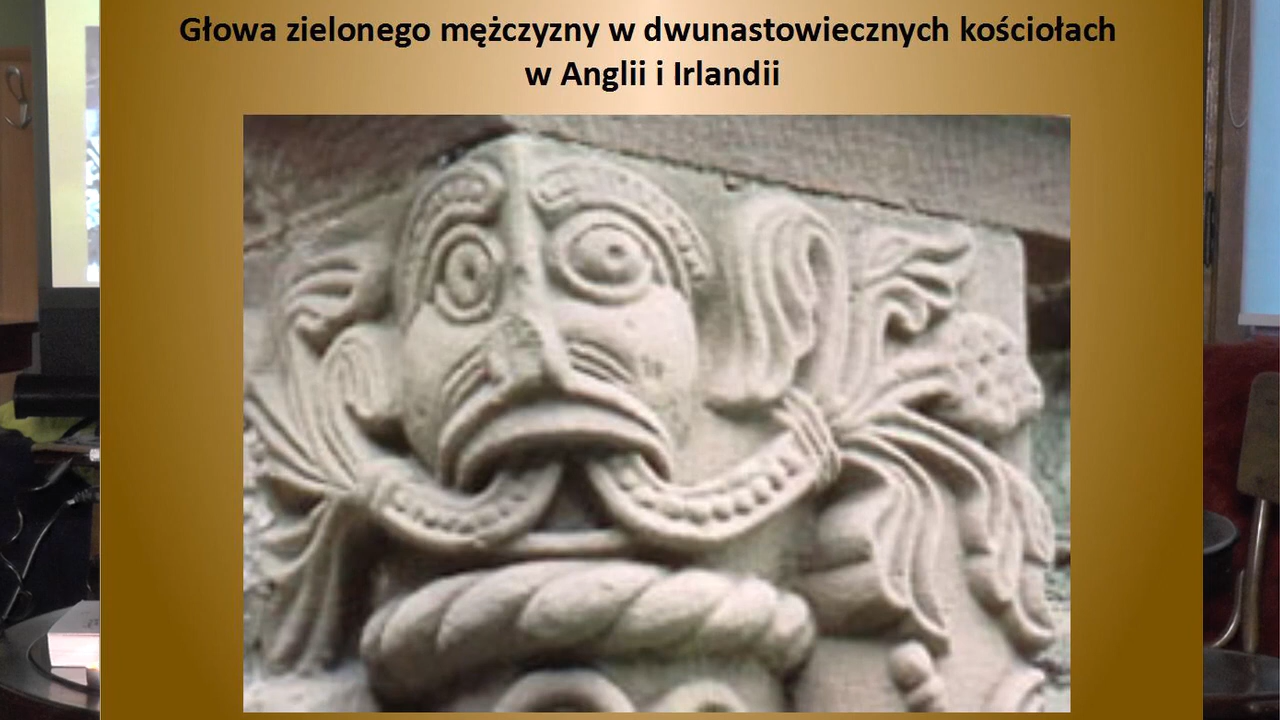 Głowa zielonego mężczyzny w dwunastowiecznych kościołach
w Anglii i Irlandii